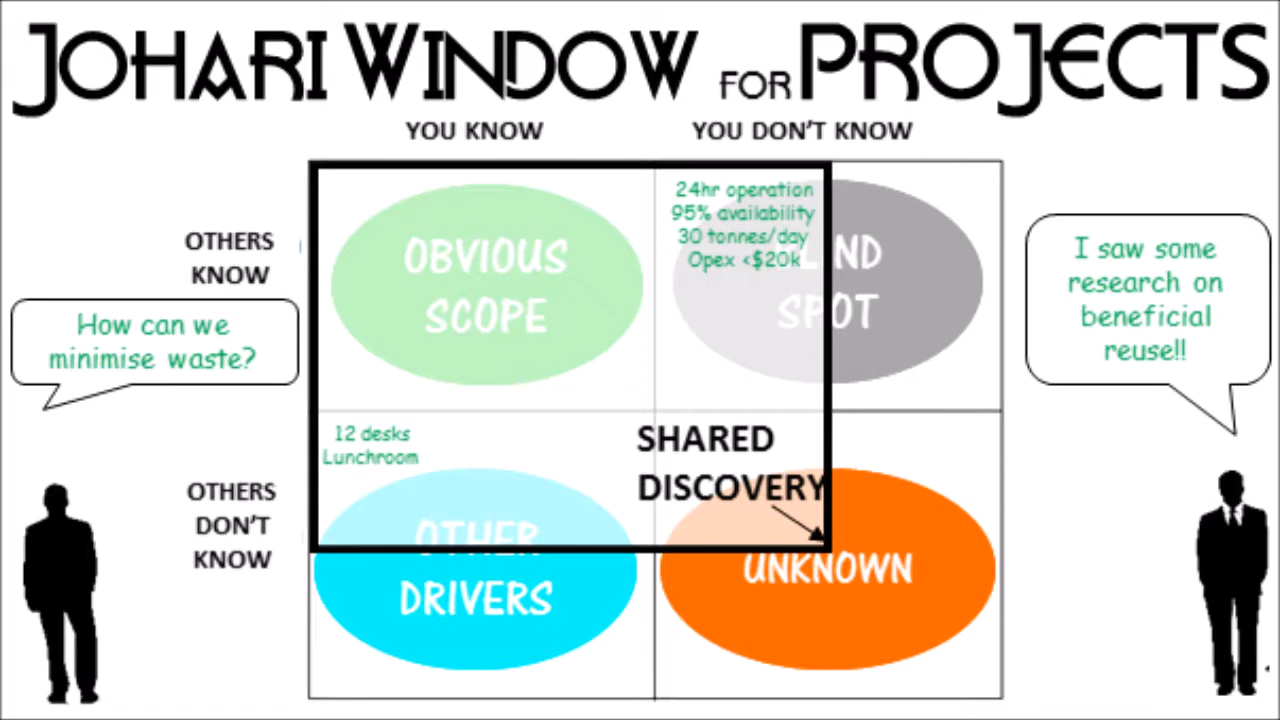 JOHARI WINDOW FOR PROJECTS
YOU KNOW
YOU DON'T KNOW
OTHERS
KNOW
OBVIOUS
SCOPE
24hr operation
95% availability
30 tonnes/day
Opex <$20k
BLIND
SPOT
How can we
minimise waste?
I saw some
research on
beneficial
reuse!!
OTHERS
DON'T
KNOW
12 desks
Lunchroom
OTHER
DRIVERS
SHARED
DISCOVERY
UNKNOWN